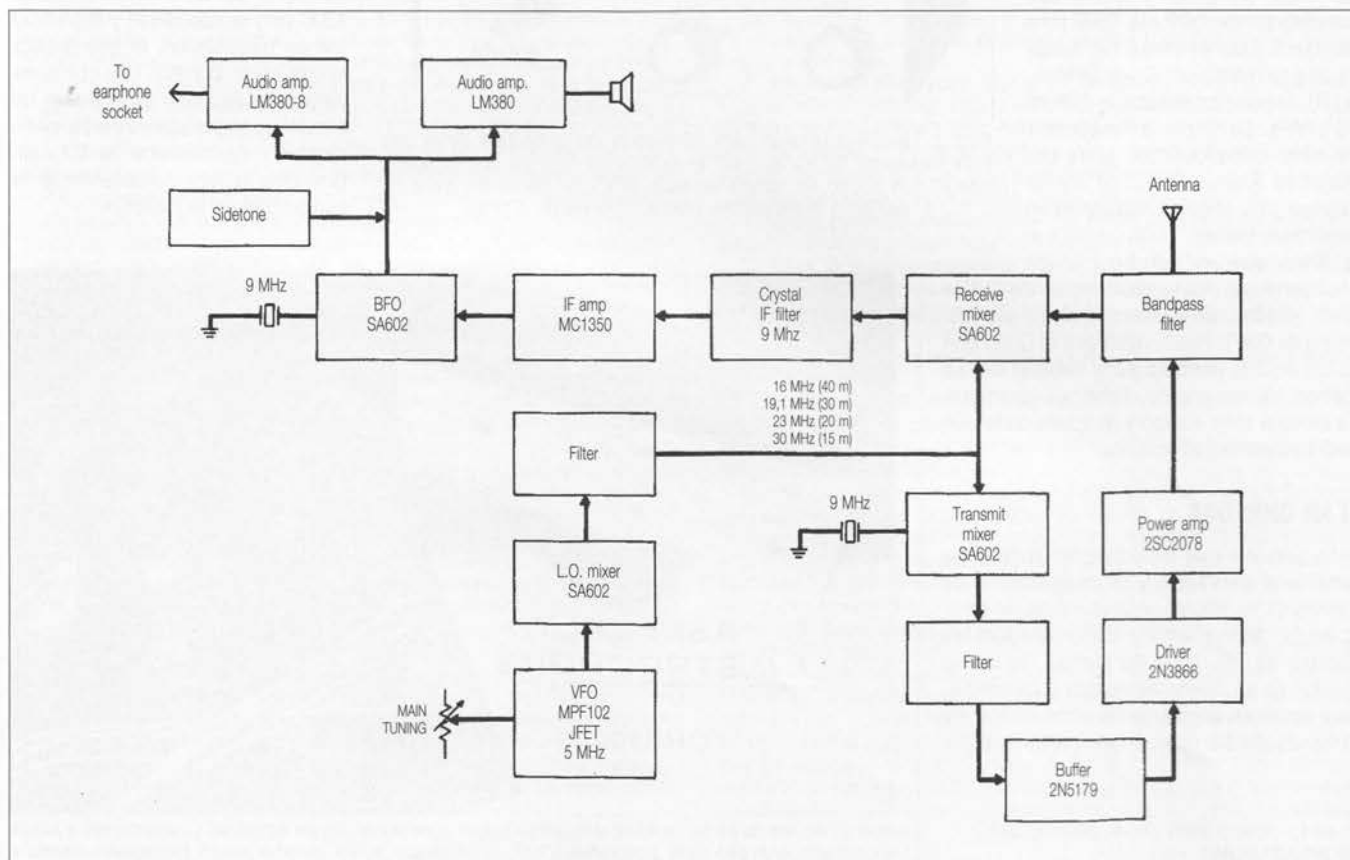 To
earphone
socket
Audio amp.
LM380-8
Audio amp.
LM380
Sidetone
Antenna
9 MHz
BFO
SA602
IF amp
MC1350
Crystal
IF filter
9 Mhz
Receive
mixer
SA602
Bandpass
filter
16 MHz (40 m)
19,1 MHz (30 m)
23 MHz (20 m)
30 MHz (15 m)
Filter
9 MHz
Transmit
mixer
SA602
Power amp
2SC2078
L.O. mixer
SA602
Filter
Driver
2N3866
MAIN
TUNING
VFO
MPF102
JFET
5 MHz
Buffer
2N5179